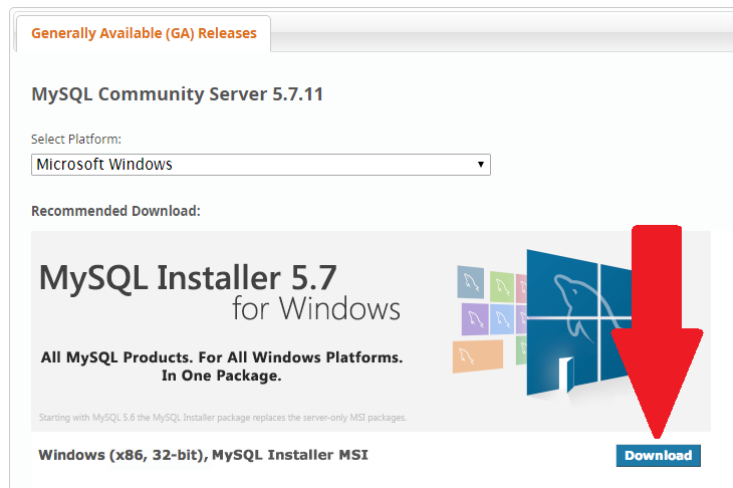 Generally Available (GA) Releases
MySQL Community Server 5.7.11
Select Platform:
Microsoft Windows
Recommended Download:
MySQL Installer 5.7
for Windows
All MySQL Products. For All Windows Platforms.
In One Package.
Starting with MySQL 5.6 the MySQL Installer package replaces the server-only MSI packages.
Windows (x86, 32-bit), MySQL Installer MSI
Download